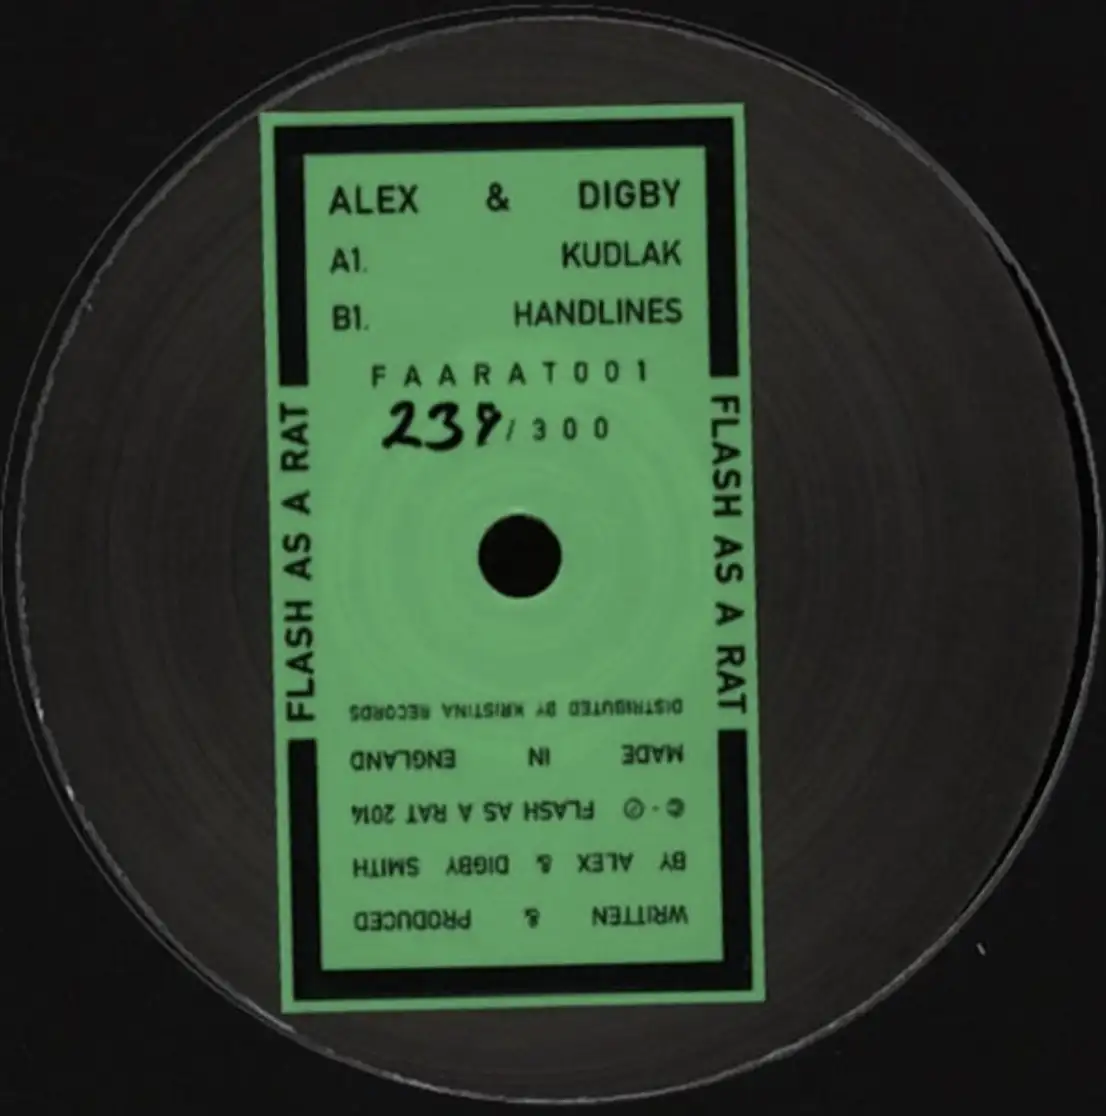 ALEX & DIGBY
A1. KUDLAK
B1. HANDLINES
FAARAT001
239/300
FLASH AS A RAT
FLASH AS A RAT
WRITTEN & PRODUCED
BY ALEX & DIGBY SMITH
© · ℗ FLASH AS A RAT 2014
MADE IN ENGLAND
DISTRIBUTED BY KRISTINA RECORDS